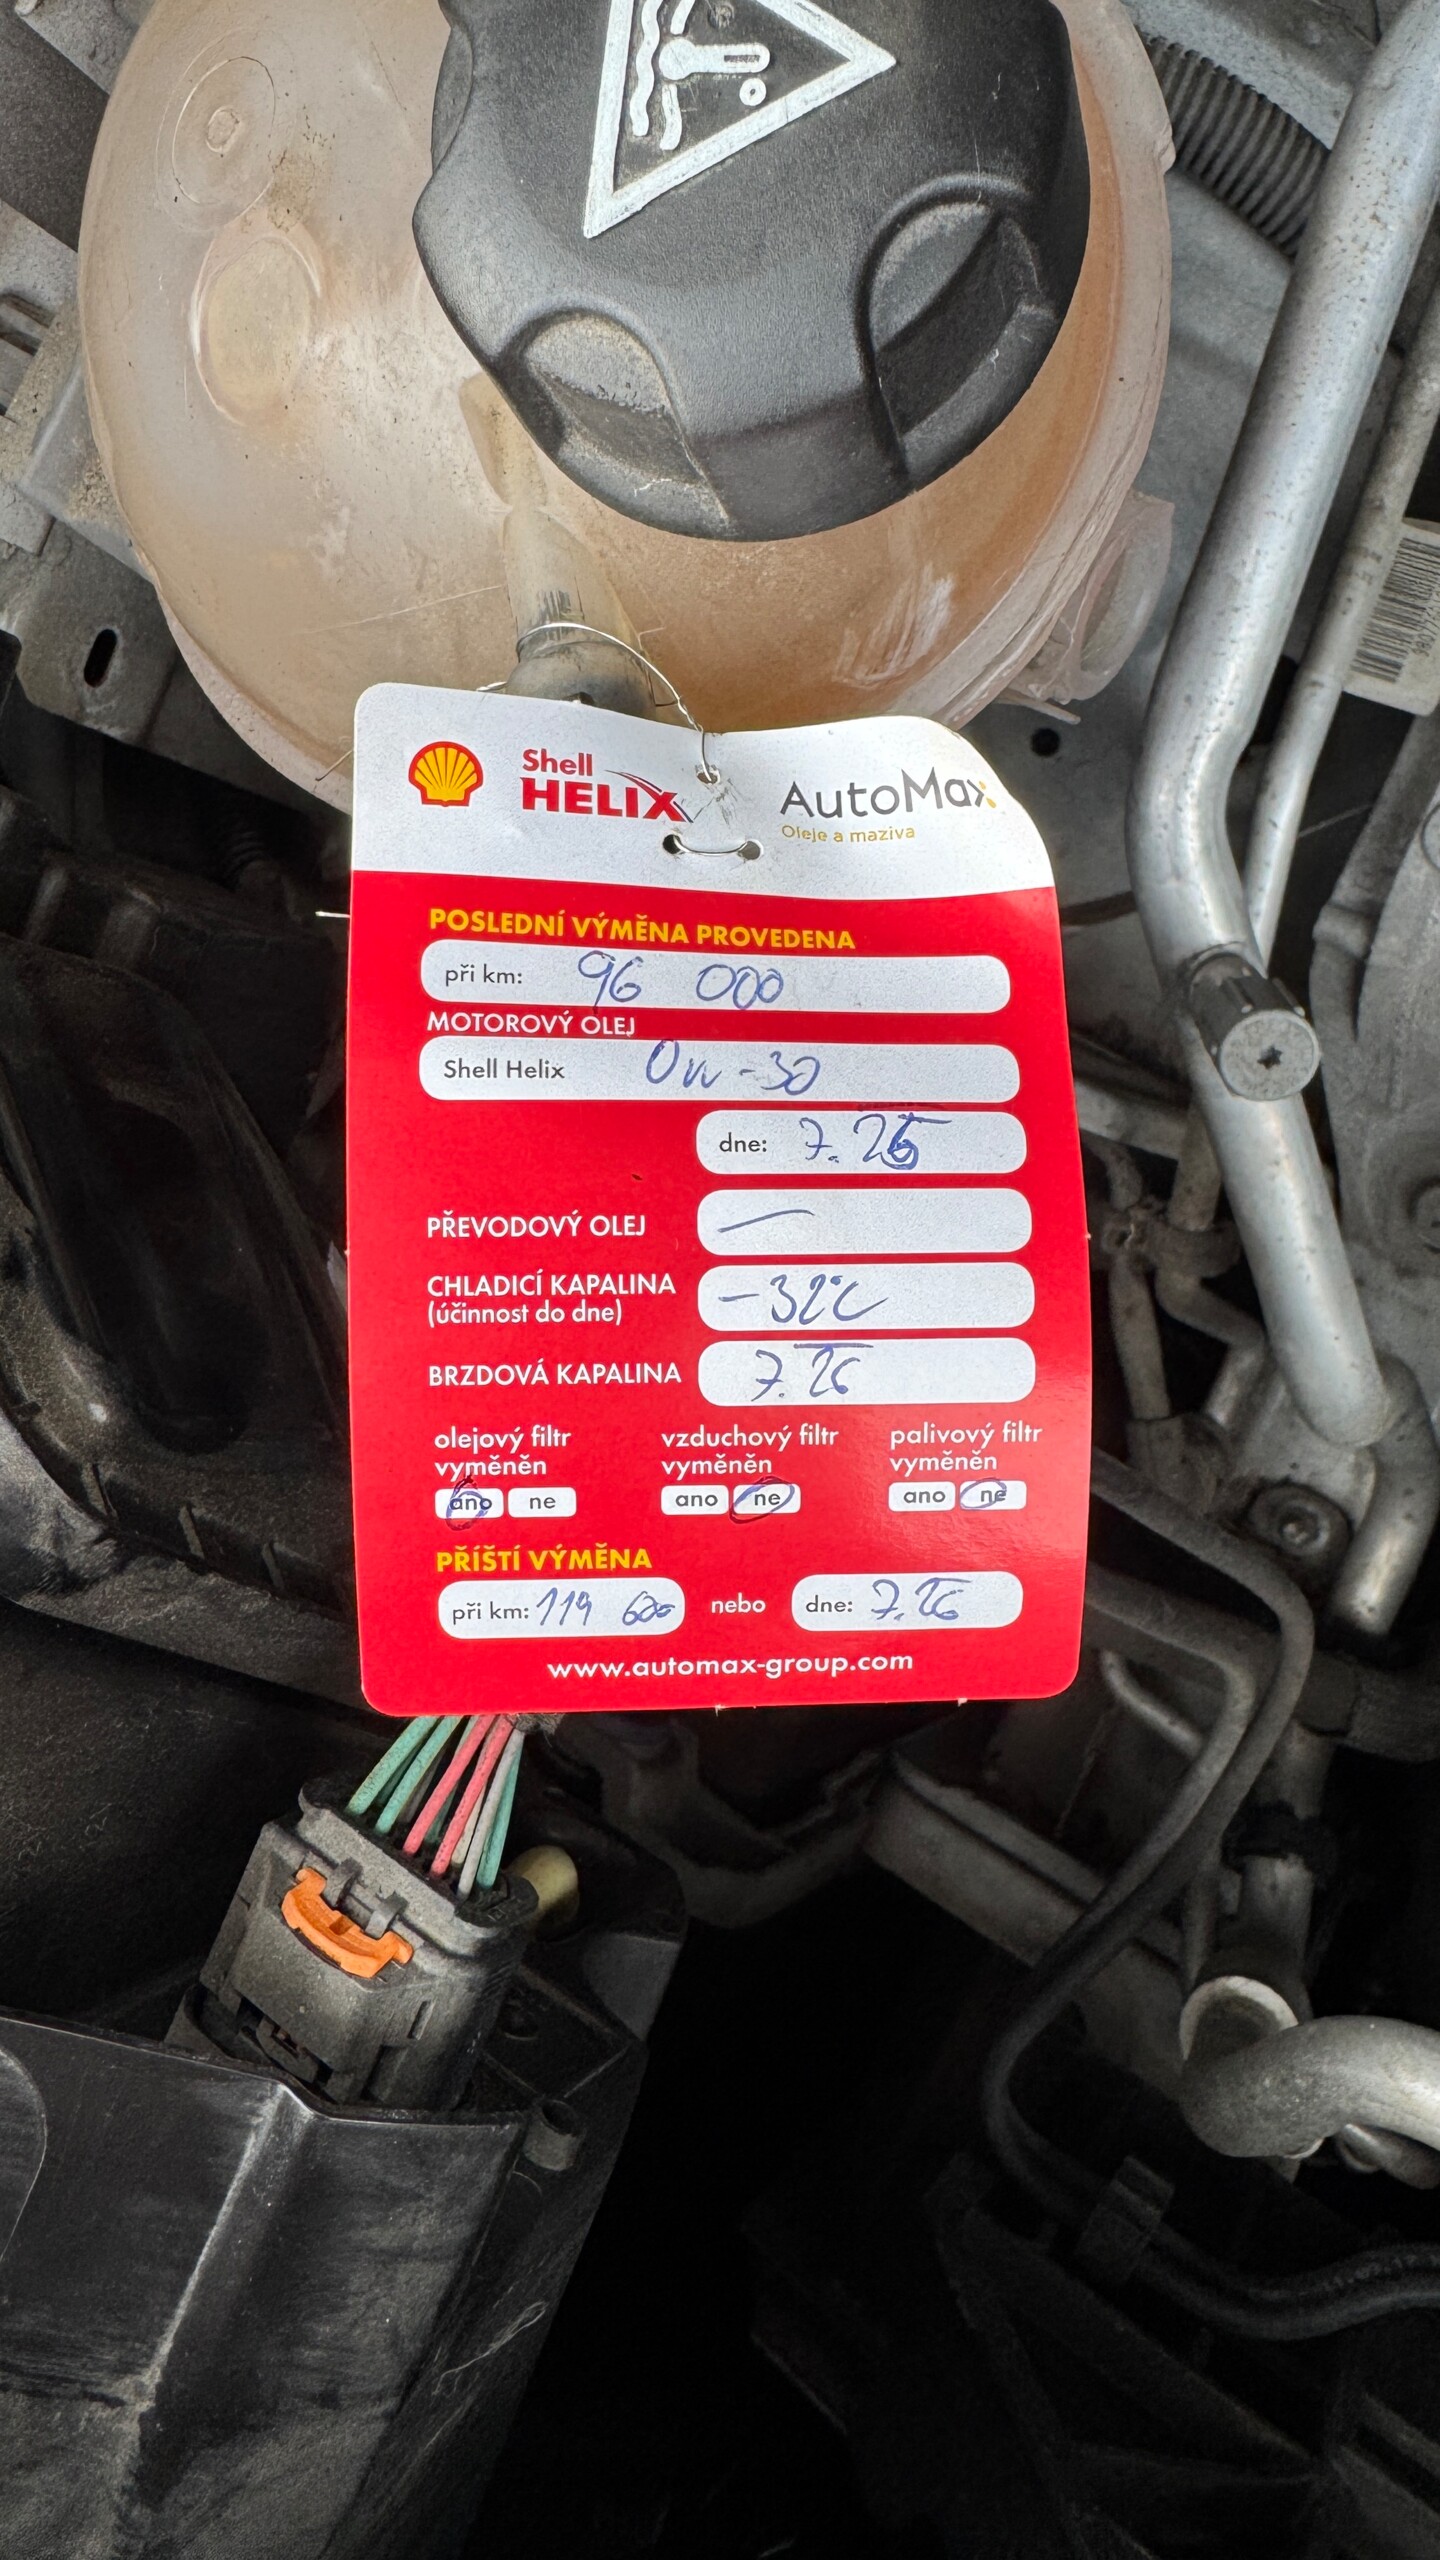 Shell
HELIX
AutoMax
Oleje a maziva
POSLEDNÍ VÝMĚNA PROVEDENA
při km: 96 000
MOTOROVÝ OLEJ
Shell Helix 0W-30
dne: 7. 25
PŘEVODOVÝ OLEJ —
CHLADICÍ KAPALINA -32°C
(účinnost do dne)
BRZDOVÁ KAPALINA 7. 26
olejový filtr
vyměněn
ano ne
vzduchový filtr
vyměněn
ano ne
palivový filtr
vyměněn
ano ne
PŘÍŠTÍ VÝMĚNA
při km: 119 600 nebo dne: 7. 26
www.automax-group.com